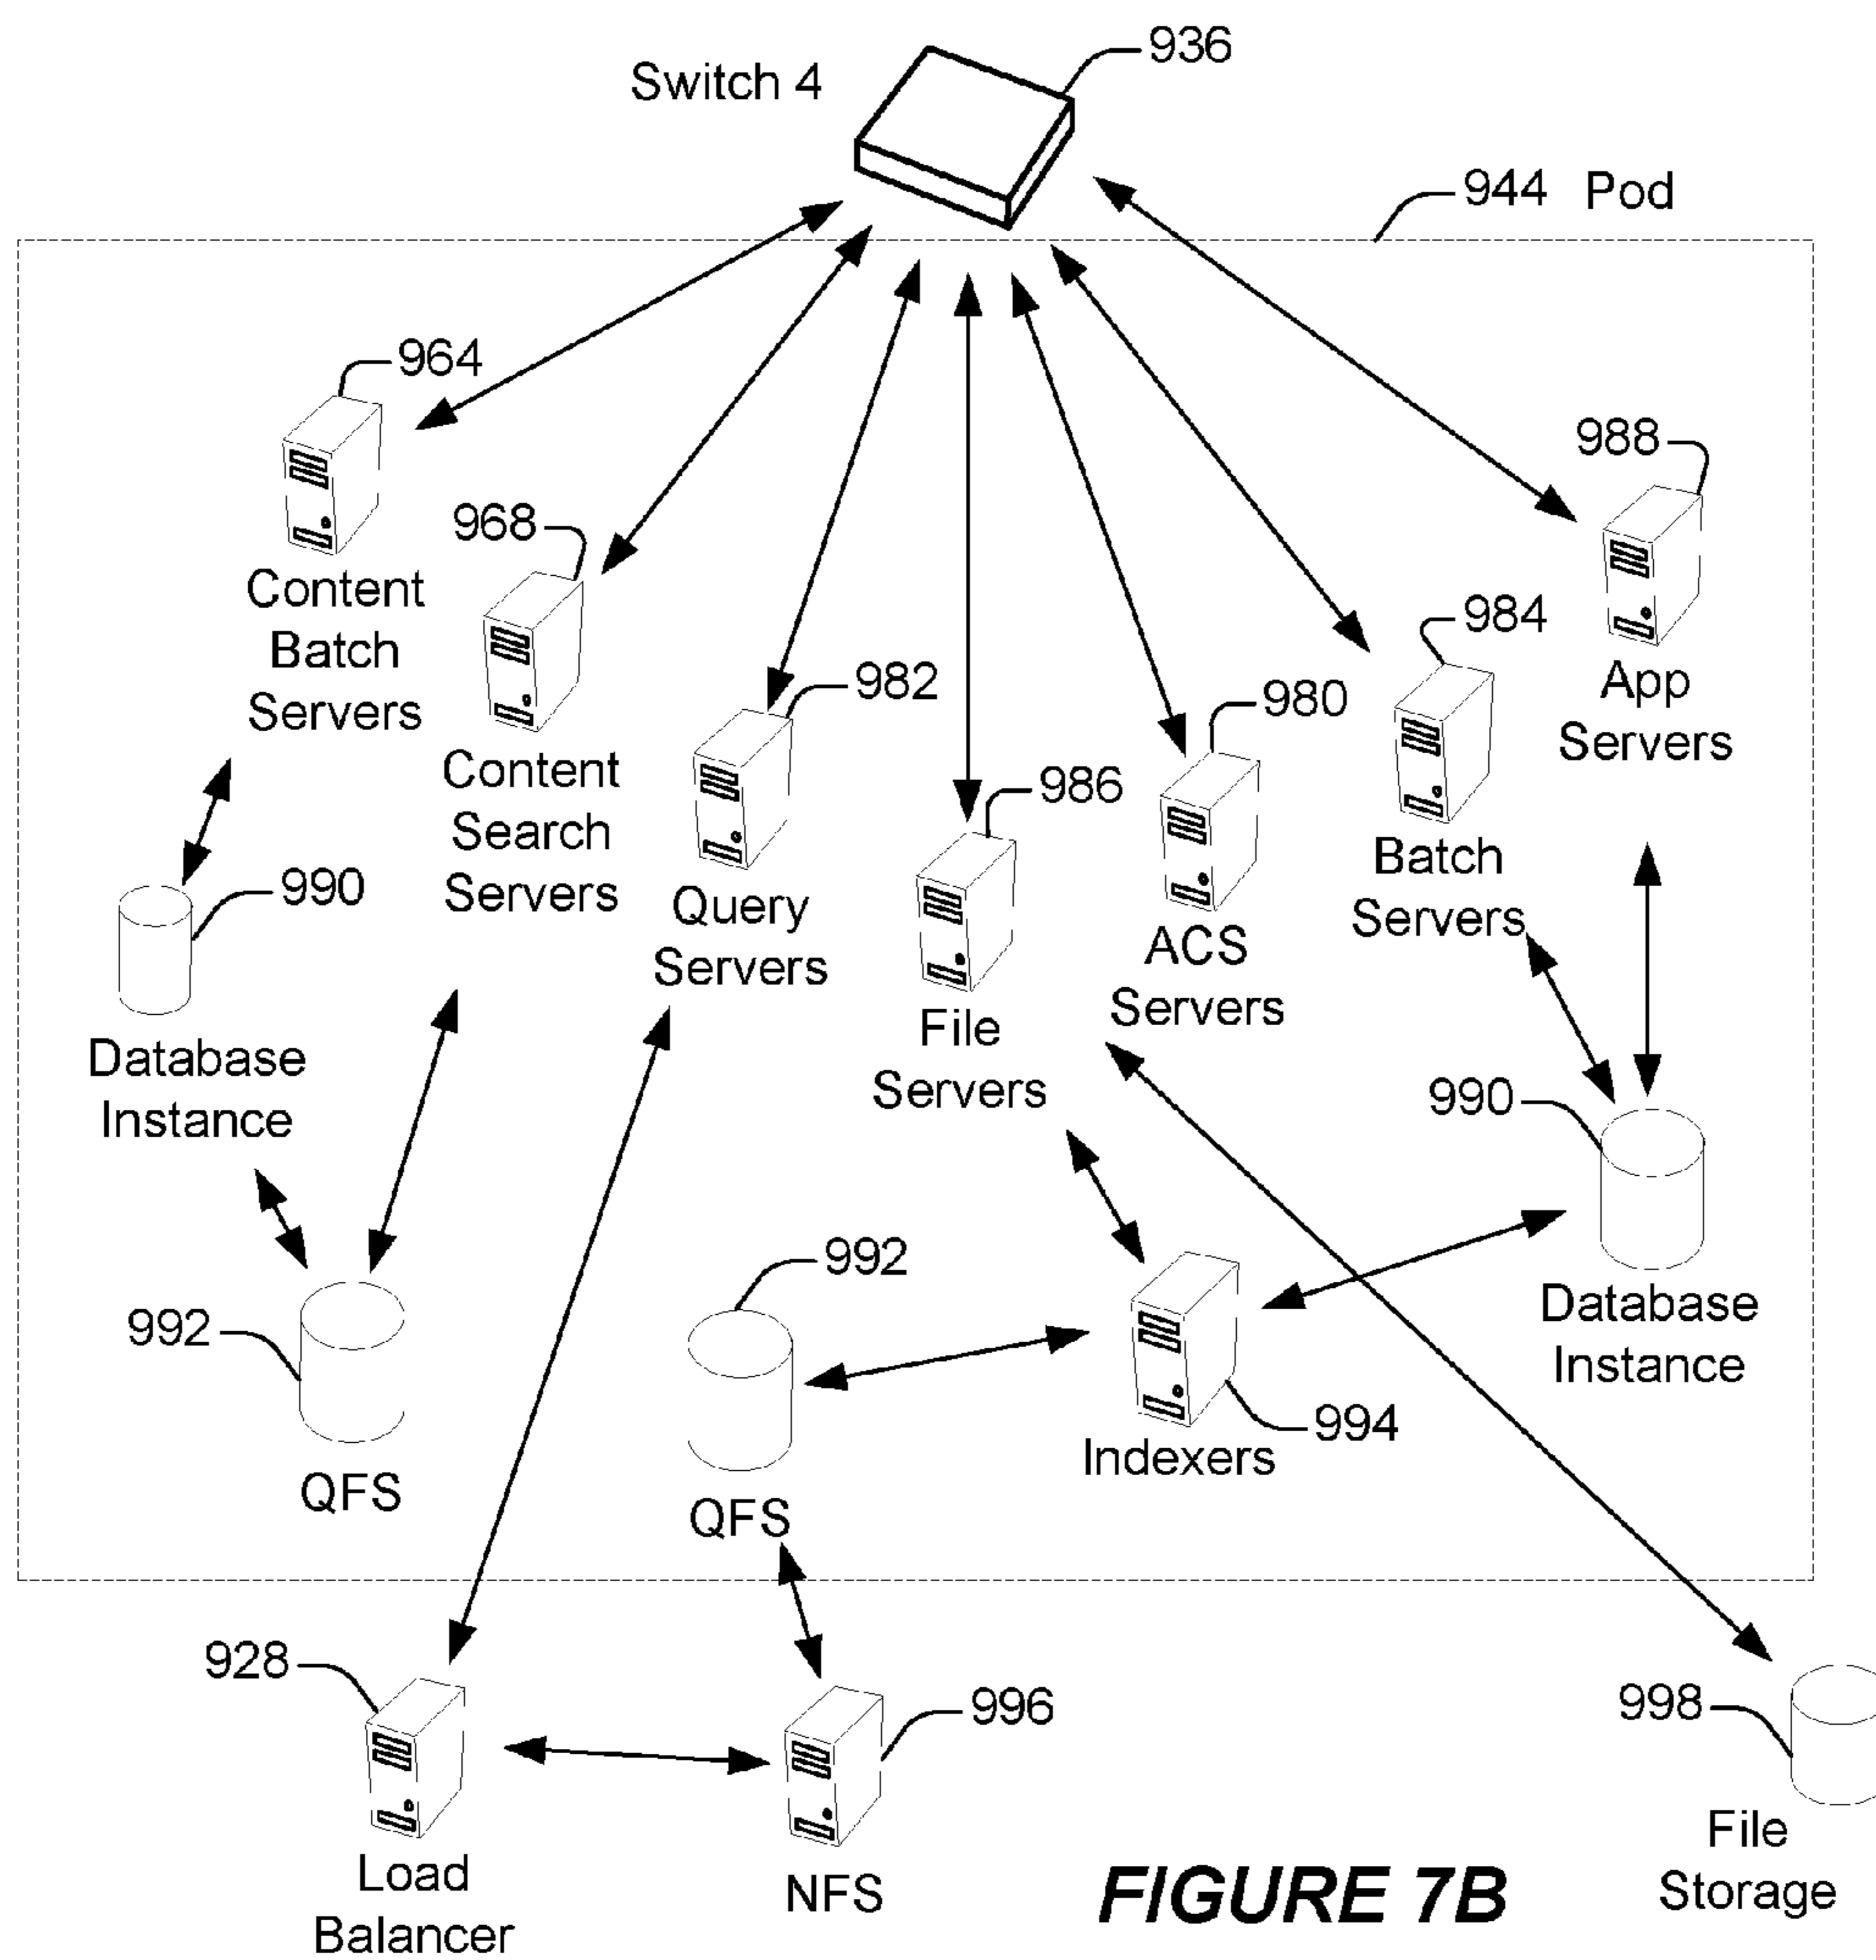 936
Switch 4
944 Pod
964
988
968
Content
Batch
Servers
984
982
980
App
Servers
Content
Search
Servers
986
Batch
Servers
990
Query
Servers
ACS
Servers
File
Servers
Database
Instance
990
992
992
Database
Instance
994
Indexers
QFS
QFS
928
996
998
File
Storage
Load
Balancer
NFS
FIGURE 7B